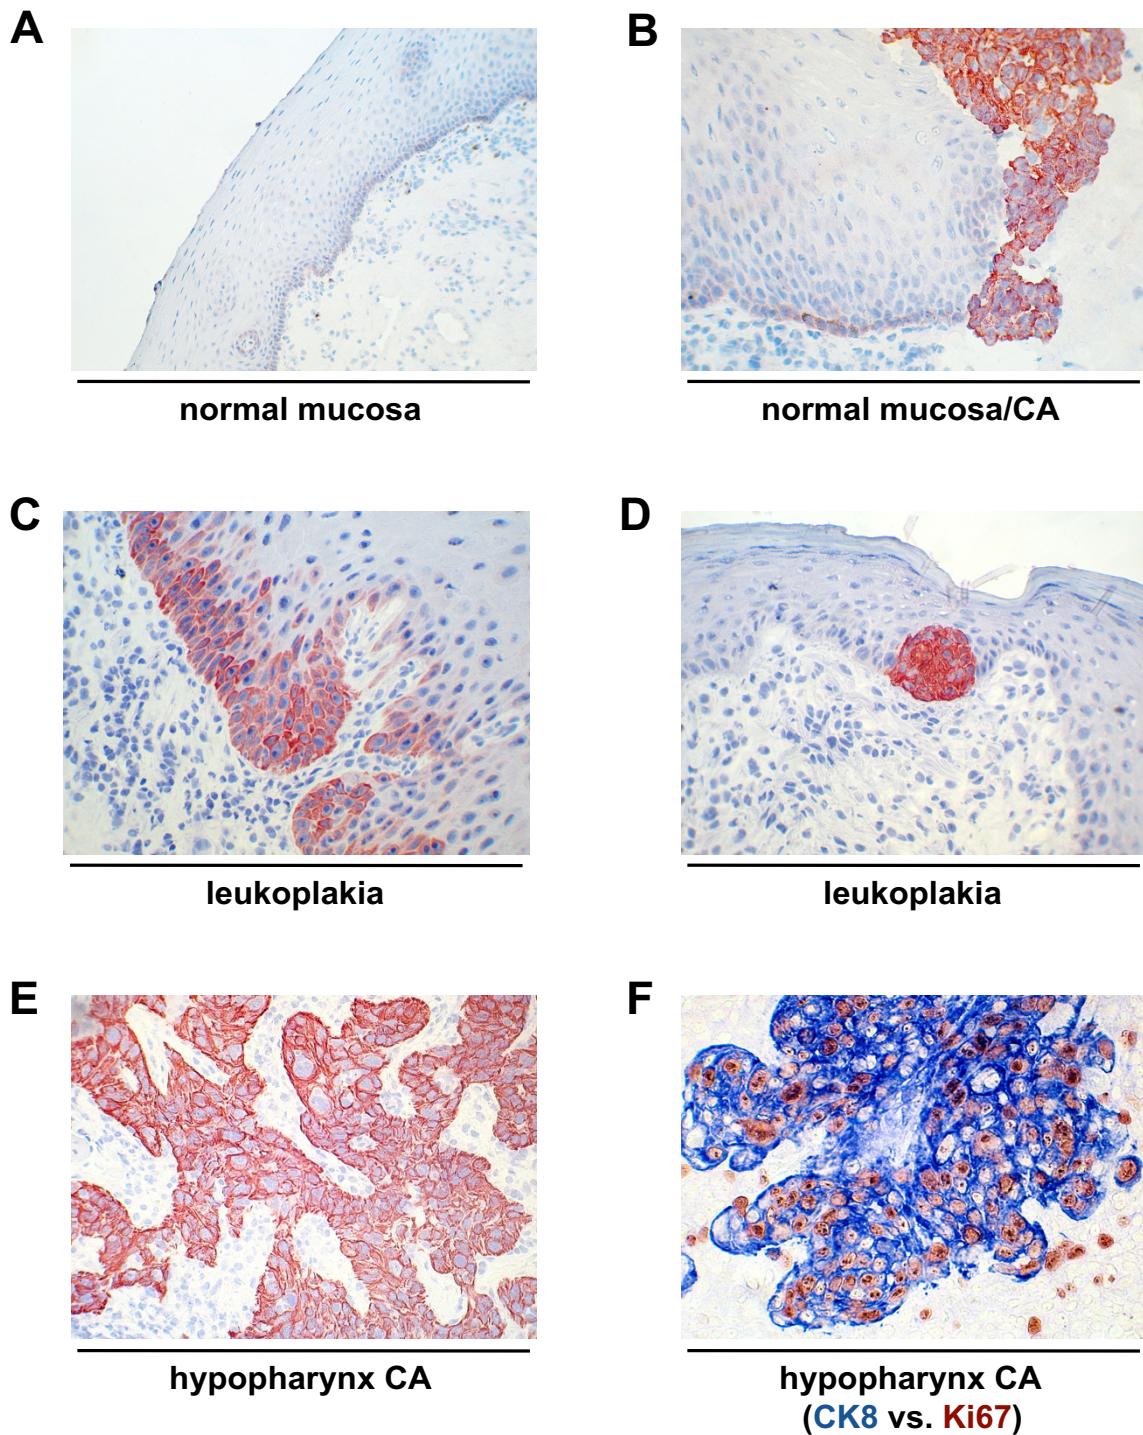 A
B
normal mucosa
normal mucosa/CA
C
D
leukoplakia
leukoplakia
E
F
hypopharynx CA
hypopharynx CA
(CK8 vs. Ki67)